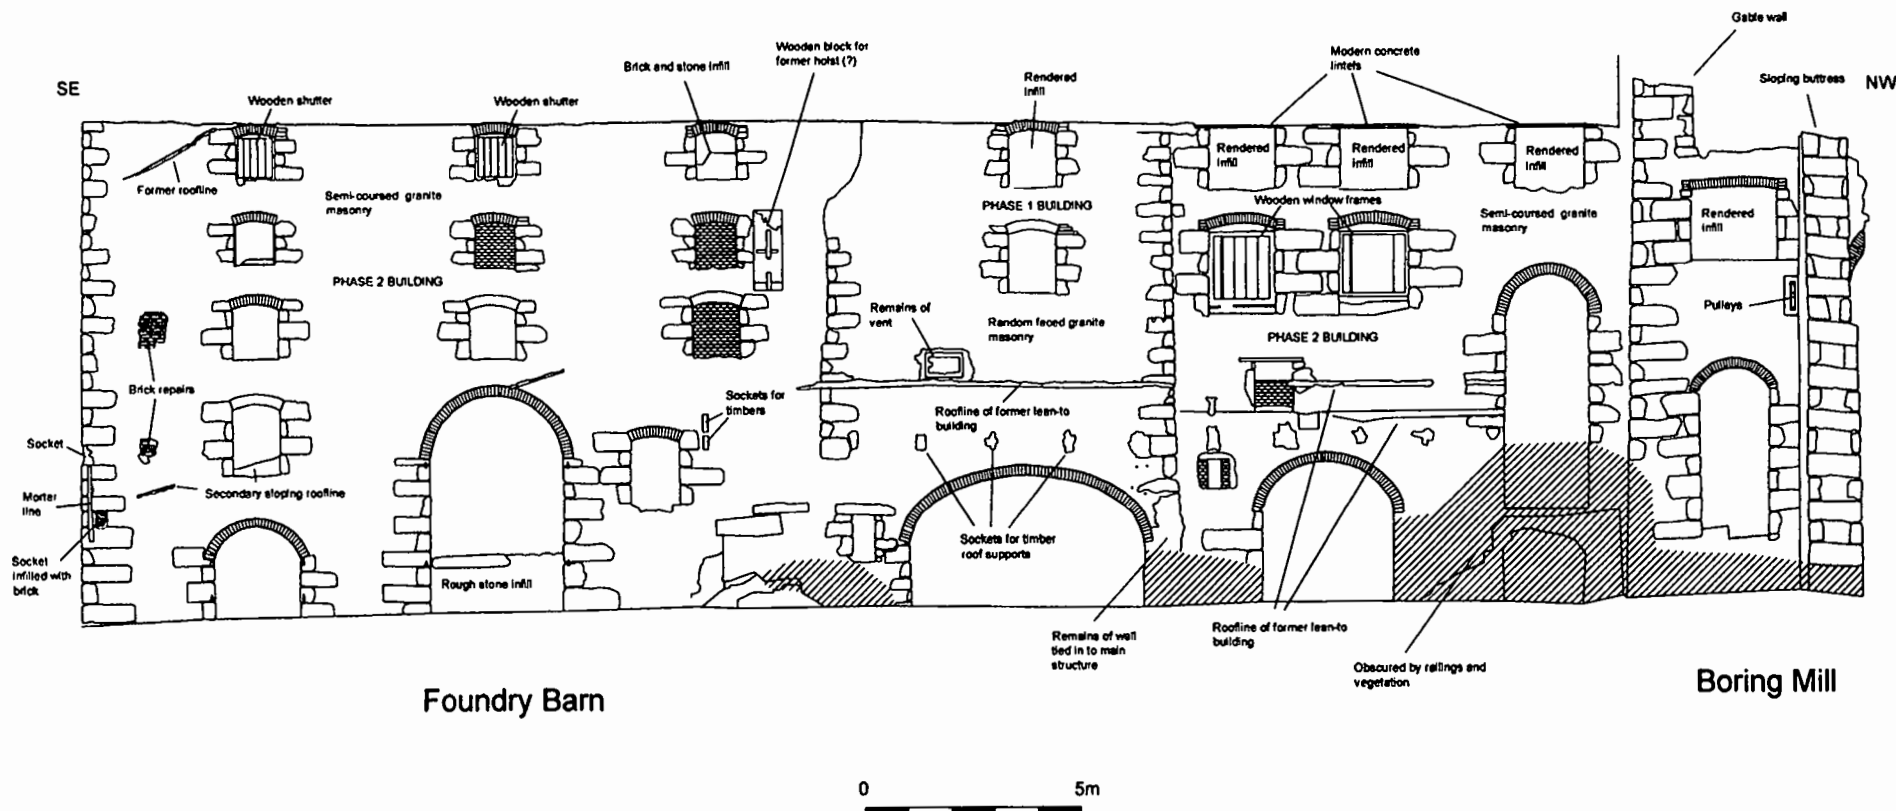 Gable wall
Wooden block for
former hoist (?)
Modern concrete
lintels
Brick and stone infill
Rendered
infill
Sloping buttress
SE
NW
Wooden shutter
Wooden shutter
Rendered
infill
Rendered
infill
Rendered
infill
Former roofline
Semi-coursed granite
masonry
PHASE 1 BUILDING
Wooden window frames
Semi-coursed granite
masonry
Rendered
infill
PHASE 2 BUILDING
Remains of
vent
Random faced granite
masonry
Pulleys
PHASE 2 BUILDING
Brick repairs
Sockets for
timbers
Roofline of former lean-to
building
Socket
Morter
line
Secondary sloping roofline
Sockets for timber
roof supports
Socket
infilled with
brick
Rough stone infill
Remains of wall
tied in to main
structure
Roofline of former lean-to
building
Obscured by railings and
vegetation
Foundry Barn
Boring Mill
0
5m